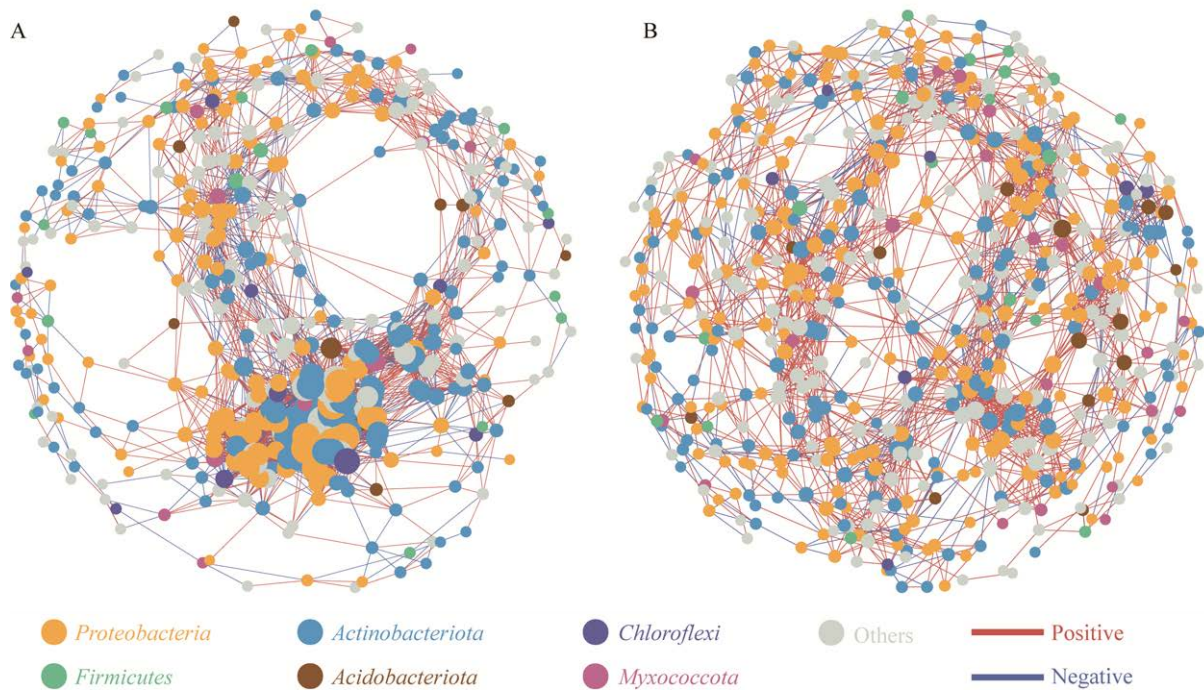 A
B
Proteobacteria Actinobacteriota Chloroflexi Others Positive
Firmicutes Acidobacteriota Myxococcota Negative